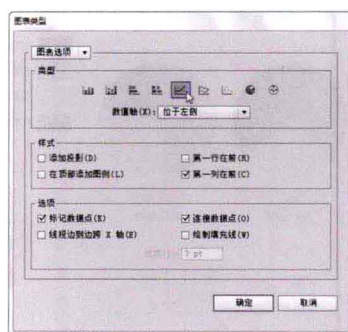 图表类型
图表选项
类型
数值轴(X): 位于左侧
样式
添加投影(D) 第一行在前(R)
在顶部添加图例(L) 第一列在前(C)
选项
标记数据点(K) 连接数据点(O)
线段边到边跨 X 轴(E) 绘制填充线(W)
3 pt
确定 取消